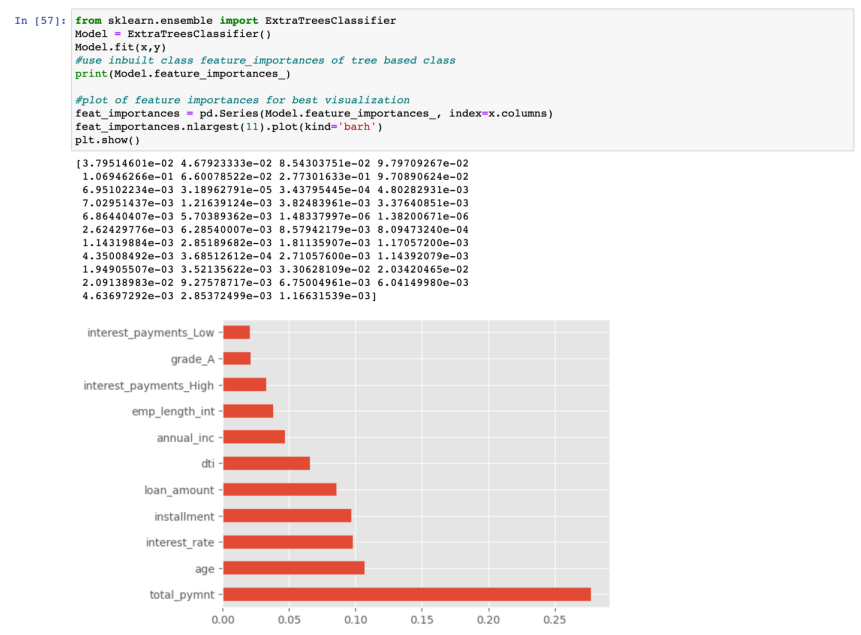 In [57]: from sklearn.ensemble import ExtraTreesClassifier
Model = ExtraTreesClassifier()
Model.fit(x,y)
#use inbuilt class feature_importances of tree based class
print(Model.feature_importances_)
#plot of feature importances for best visualization
feat_importances = pd.Series(Model.feature_importances_, index=x.columns)
feat_importances.nlargest(11).plot(kind='barh')
plt.show()
[3.79514601e-02 4.67923333e-02 8.54303751e-02 9.79709267e-02
1.06946266e-01 6.60078522e-02 2.77301633e-01 9.70890624e-02
6.95102234e-03 3.18962791e-05 3.43795445e-04 4.80282931e-03
7.02951437e-03 1.21639124e-03 3.82483961e-03 3.37640851e-03
6.86440407e-03 5.70389362e-03 1.48337997e-06 1.38200671e-06
2.62429776e-03 6.28540007e-03 8.57942179e-03 8.09473240e-04
1.14319884e-03 2.85189682e-03 1.81135907e-03 1.17057200e-03
4.35008492e-03 3.68512612e-04 2.71057600e-03 1.14392079e-03
1.94905507e-03 3.52135622e-03 3.30628109e-02 2.03420465e-02
2.09138983e-02 9.27578717e-03 6.75004961e-03 6.04149980e-03
4.63697292e-03 2.85372499e-03 1.16631539e-03]
interest_payments_Low
grade_A
interest_payments_High
emp_length_int
annual_inc
dti
loan_amount
installment
interest_rate
age
total_pymnt
0.00 0.05 0.10 0.15 0.20 0.25